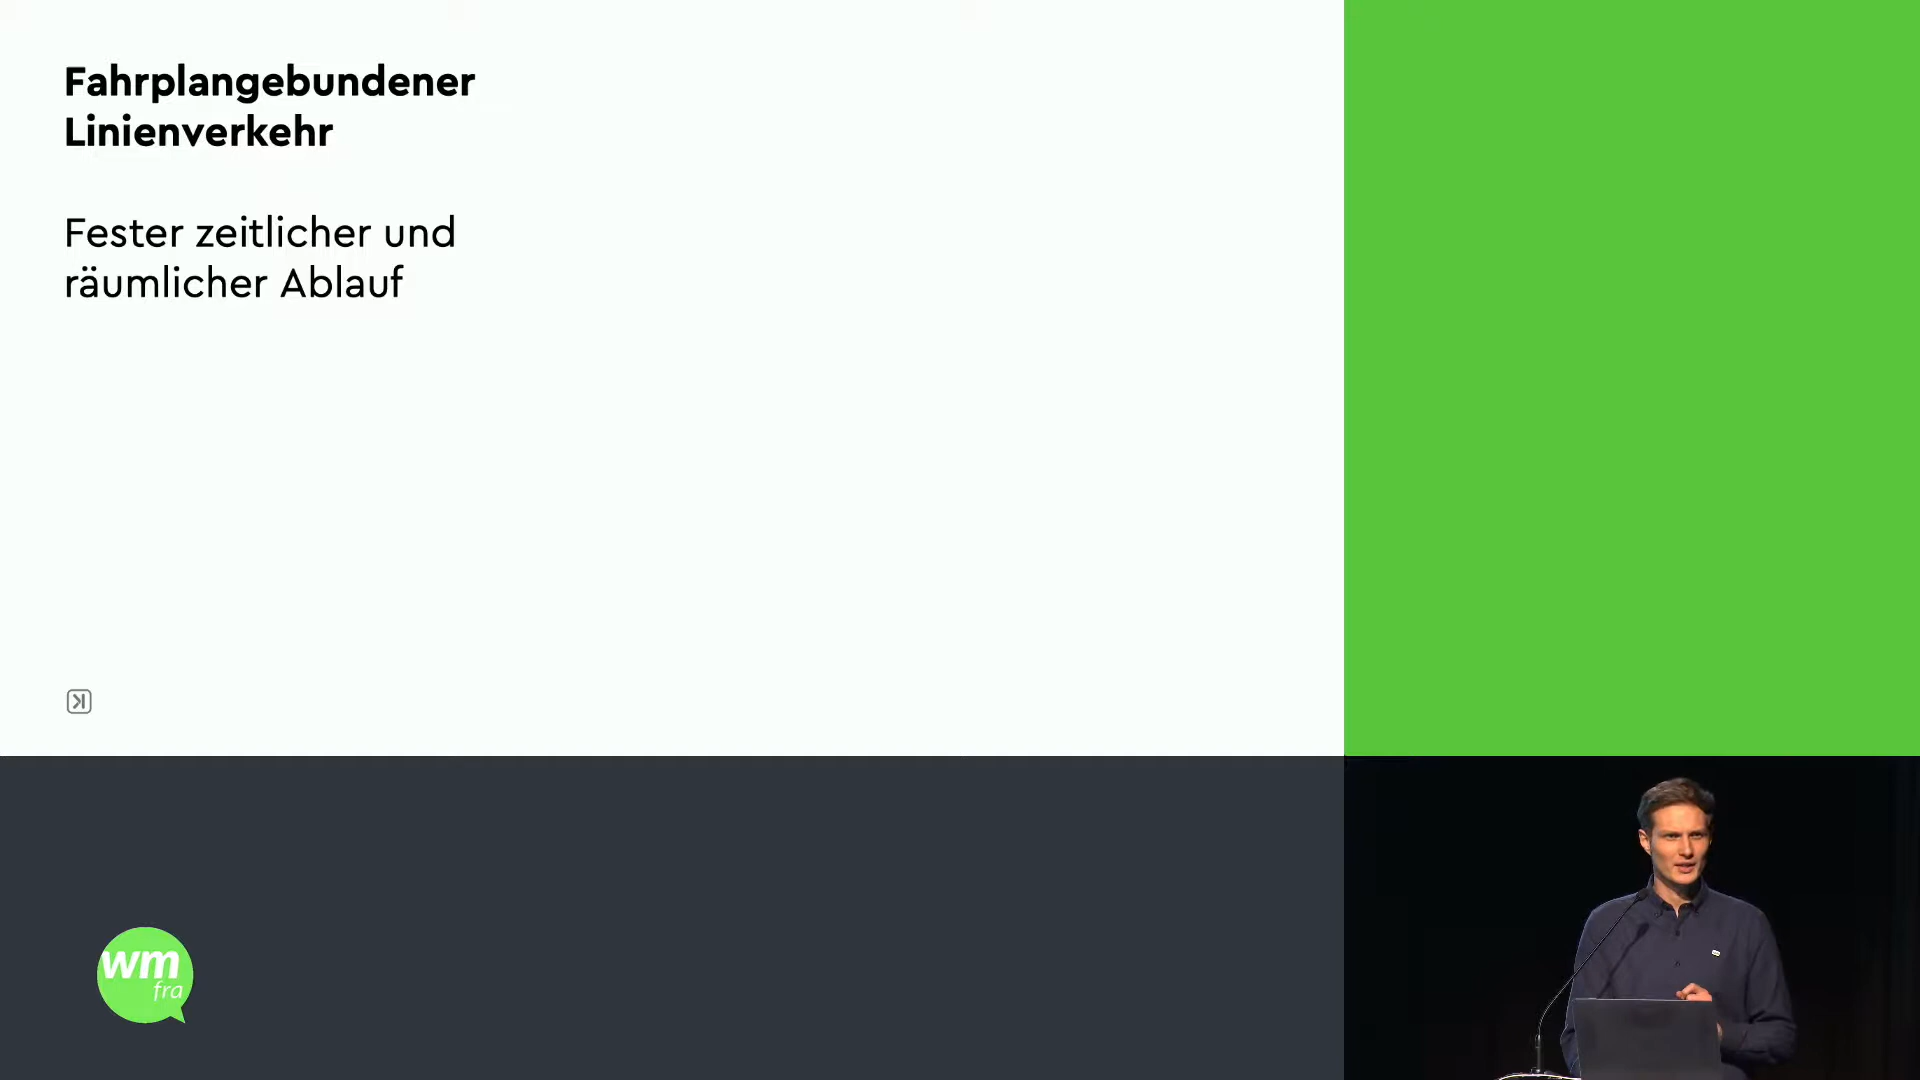 Fahrplangebundener
Linienverkehr
Fester zeitlicher und
räumlicher Ablauf
wm
fra